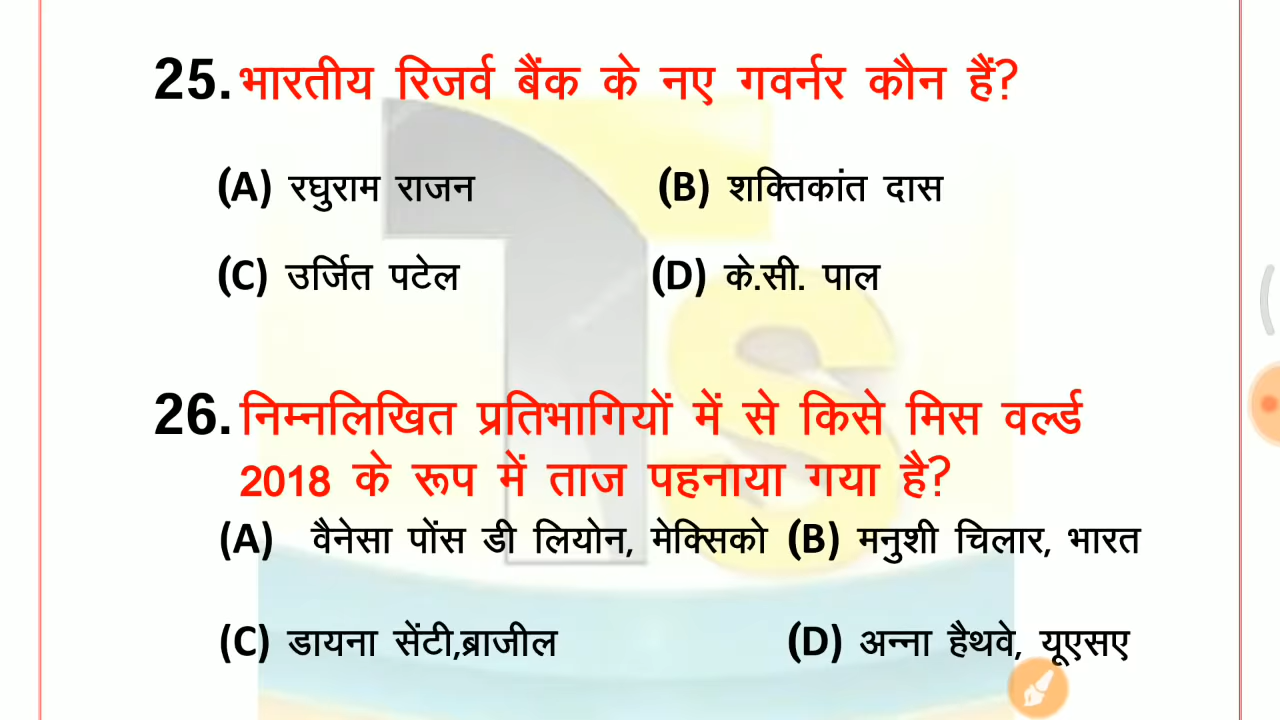 25. भारतीय रिजर्व बैंक के नए गवर्नर कौन हैं?
(A) रघुराम राजन (B) शक्तिकांत दास
(C) उर्जित पटेल (D) के.सी. पाल
26. निम्नलिखित प्रतिभागियों में से किसे मिस वर्ल्ड
2018 के रूप में ताज पहनाया गया है?
(A) वैनेसा पोंस डी लियोन, मेक्सिको (B) मनुशी चिलार, भारत
(C) डायना सेंटी,ब्राजील (D) अन्ना हैथवे, यूएसए